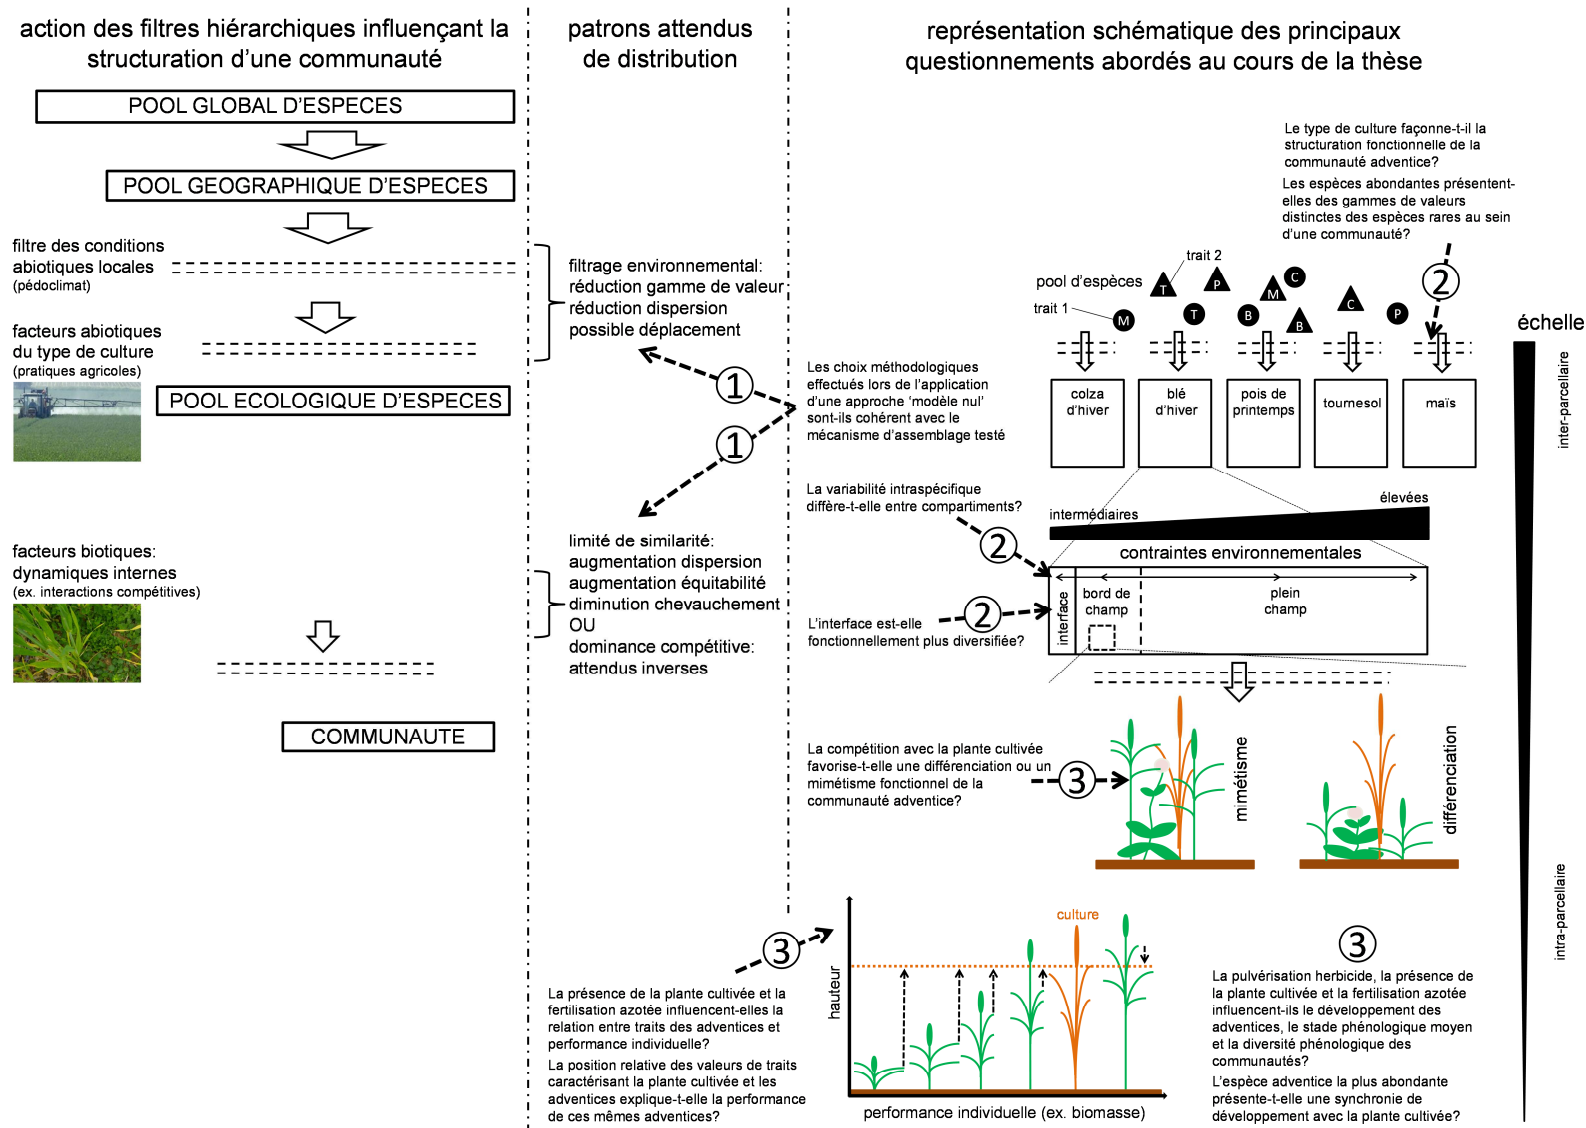 action des filtres hiérarchiques influençant la
structuration d'une communauté
POOL GLOBAL D'ESPECES
POOL GEOGRAPHIQUE D'ESPECES
filtre des conditions
abiotiques locales
(pédoclimat)
facteurs abiotiques
du type de culture
(pratiques agricoles)
POOL ECOLOGIQUE D'ESPECES
facteurs biotiques:
dynamiques internes
(ex. interactions compétitives)
COMMUNAUTE
patrons attendus
de distribution
filtrage environnemental:
réduction gamme de valeur
réduction dispersion
possible déplacement
1
1
limité de similarité:
augmentation dispersion
augmentation équitabilité
diminution chevauchement
OU
dominance compétitive:
attendus inverses
représentation schématique des principaux
questionnements abordés au cours de la thèse
Le type de culture façonne-t-il la
structuration fonctionnelle de la
communauté adventice?
Les espèces abondantes présentent-
elles des gammes de valeurs
distinctes des espèces rares au sein
d'une communauté?
2
pool d'espèces
trait 2
trait 1
M
T
T
P
B
M
C
B
C
P
échelle
inter-parcellaire
intra-parcellaire
Les choix méthodologiques
effectués lors de l'application
d'une approche 'modèle nul'
sont-ils cohérent avec le
mécanisme d'assemblage testé
colza
d'hiver
blé
d'hiver
pois de
printemps
tournesol
maïs
La variabilité intraspécifique
diffère-t-elle entre compartiments?
2
intermédiaires
élevées
contraintes environnementales
interface
bord de
champ
plein
champ
L'interface est-elle
fonctionnellement plus diversifiée?
2
La compétition avec la plante cultivée
favorise-t-elle une différenciation ou un
mimétisme fonctionnel de la
communauté adventice?
3
mimétisme
différenciation
3
La présence de la plante cultivée et la
fertilisation azotée influencent-elles la
relation entre traits des adventices et
performance individuelle?
La position relative des valeurs de traits
caractérisant la plante cultivée et les
adventices explique-t-elle la performance
de ces mêmes adventices?
hauteur
culture
performance individuelle (ex. biomasse)
3
La pulvérisation herbicide, la présence de
la plante cultivée et la fertilisation azotée
influencent-ils le développement des
adventices, le stade phénologique moyen
et la diversité phénologique des
communautés?
L'espèce adventice la plus abondante
présente-t-elle une synchronie de
développement avec la plante cultivée?